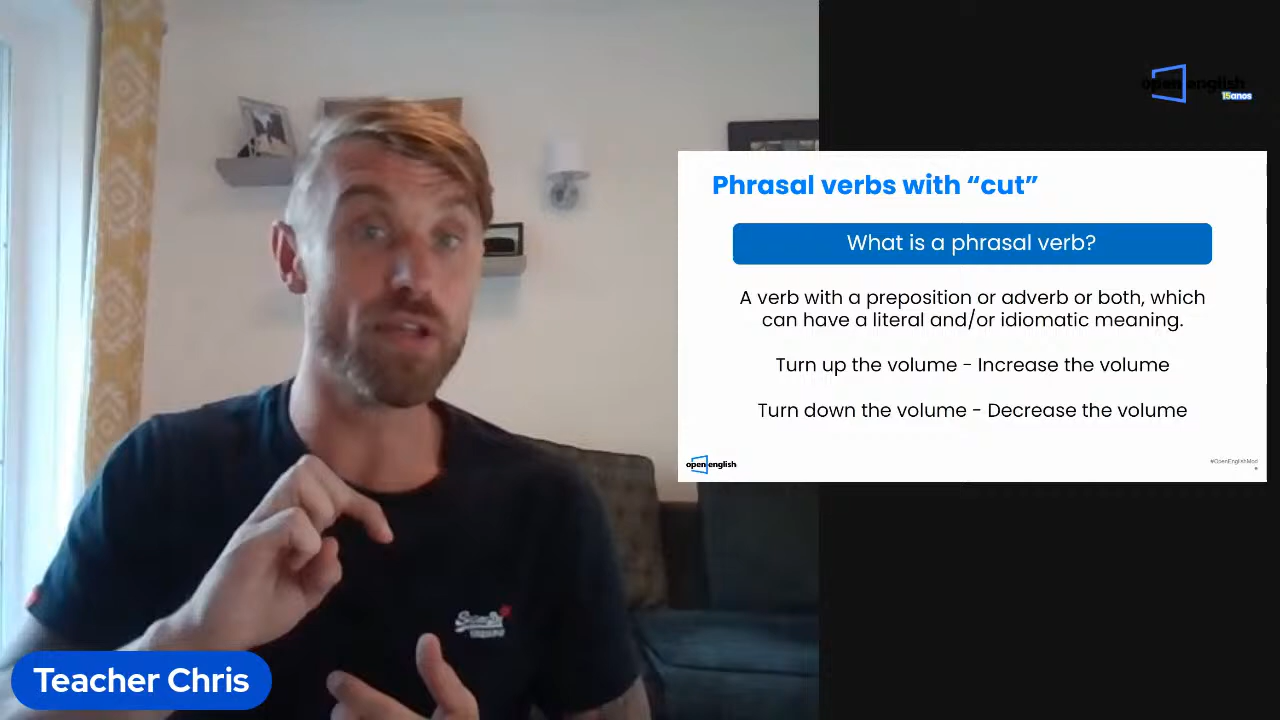 open english
15anos
Phrasal verbs with “cut”
What is a phrasal verb?
A verb with a preposition or adverb or both, which
can have a literal and/or idiomatic meaning.
Turn up the volume - Increase the volume
Turn down the volume - Decrease the volume
open english
#OpenEnglishMod
e
Teacher Chris